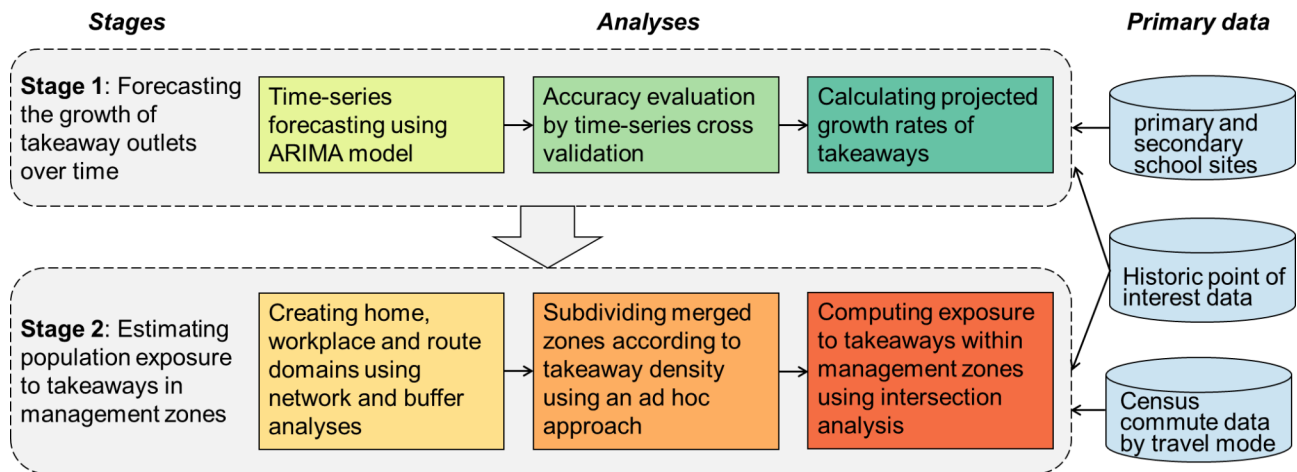 Stages
Analyses
Primary data
Stage 1: Forecasting
the growth of
takeaway outlets
over time
Time-series
forecasting using
ARIMA model
Accuracy evaluation
by time-series cross
validation
Calculating projected
growth rates of
takeaways
primary and
secondary
school sites
Historic point of
interest data
Stage 2: Estimating
population exposure
to takeaways in
management zones
Creating home,
workplace and route
domains using
network and buffer
analyses
Subdividing merged
zones according to
takeaway density
using an ad hoc
approach
Computing exposure
to takeaways within
management zones
using intersection
analysis
Census
commute data
by travel mode